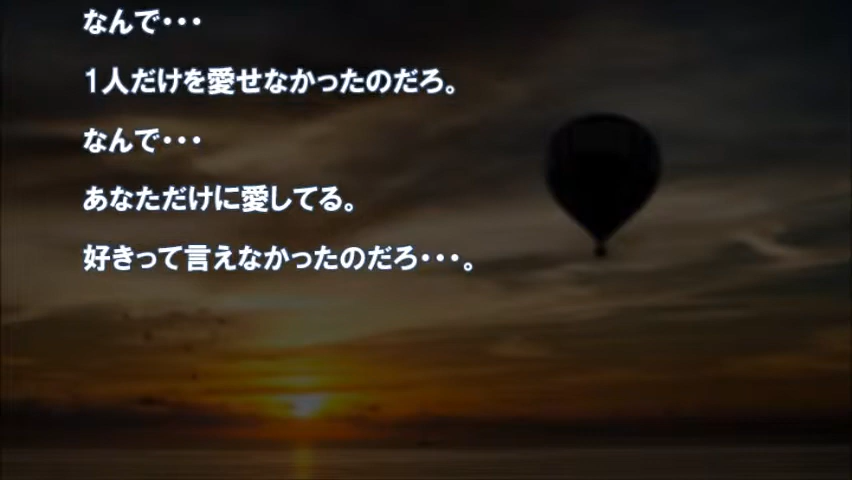 なんで・・・
１人だけを愛せなかったのだろ。
なんで・・・
あなただけに愛してる。
好きって言えなかったのだろ・・・。